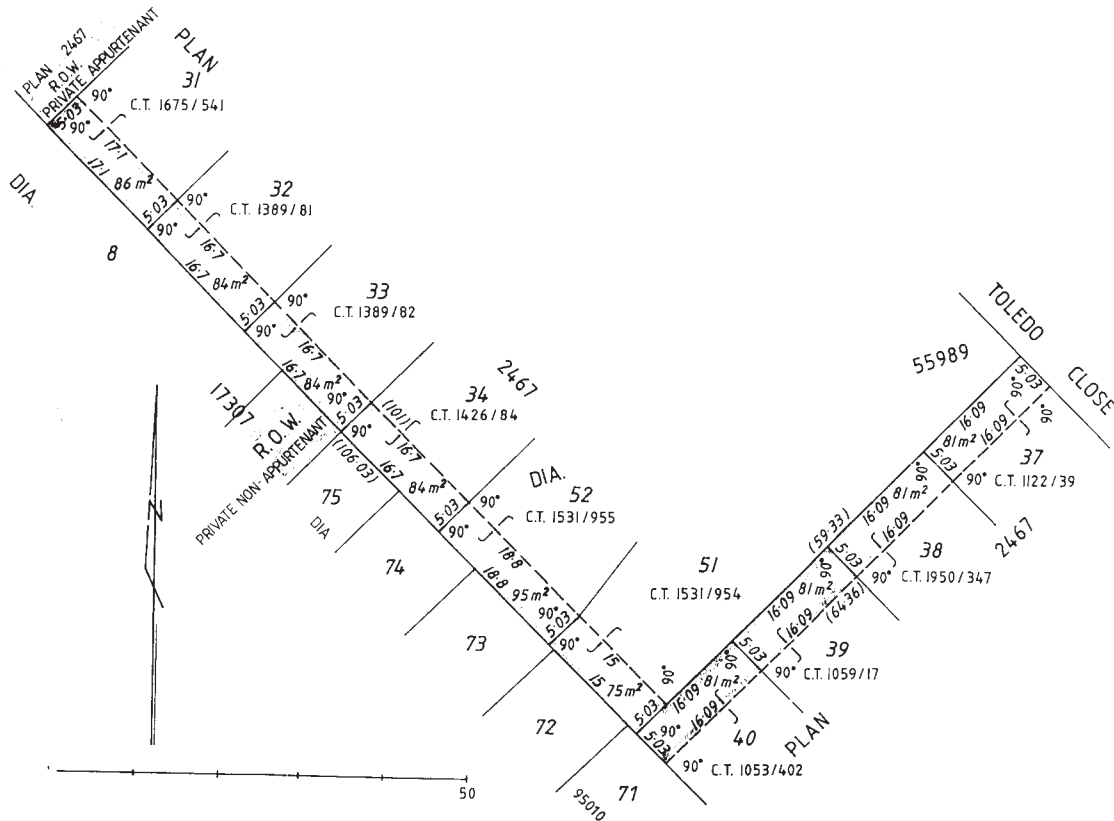 PLAN 2467
R.O.W.
PRIVATE APPURTENANT
PLAN
31
C.T. 1675/541
90°
5·03
90°
17·1
17·1
86 m²
DIA.
8
32
C.T. 1389/81
90°
5·03
90°
16·7
16·7
84 m²
33
C.T. 1389/82
90°
5·03
90°
16·7
16·7
84 m²
90°
34
C.T. 1426/84
2467
(101)
5·03
90°
16·7
16·7
84 m²
17307
R.O.W.
PRIVATE NON-APPURTENANT
(106·03)
75
DIA
DIA.
52
C.T. 1531/955
90°
5·03
90°
18·8
18·8
95 m²
90°
74
73
5·03
90°
15
15
75 m²
72
51
C.T. 1531/954
90°
5·03
90°
5·03
71
95010
TOLEDO
CLOSE
55989
5·03
90°
90°
16·09
81 m²
16·09
37
C.T. 1122/39
90°
5·03
90°
16·09
81 m²
16·09
2467
38
C.T. 1950/347
(59·33)
5·03
90°
90°
16·09
81 m²
16·09
(64·36)
39
C.T. 1059/17
5·03
90°
90°
16·09
81 m²
16·09
PLAN
40
90°
C.T. 1053/402
N
50